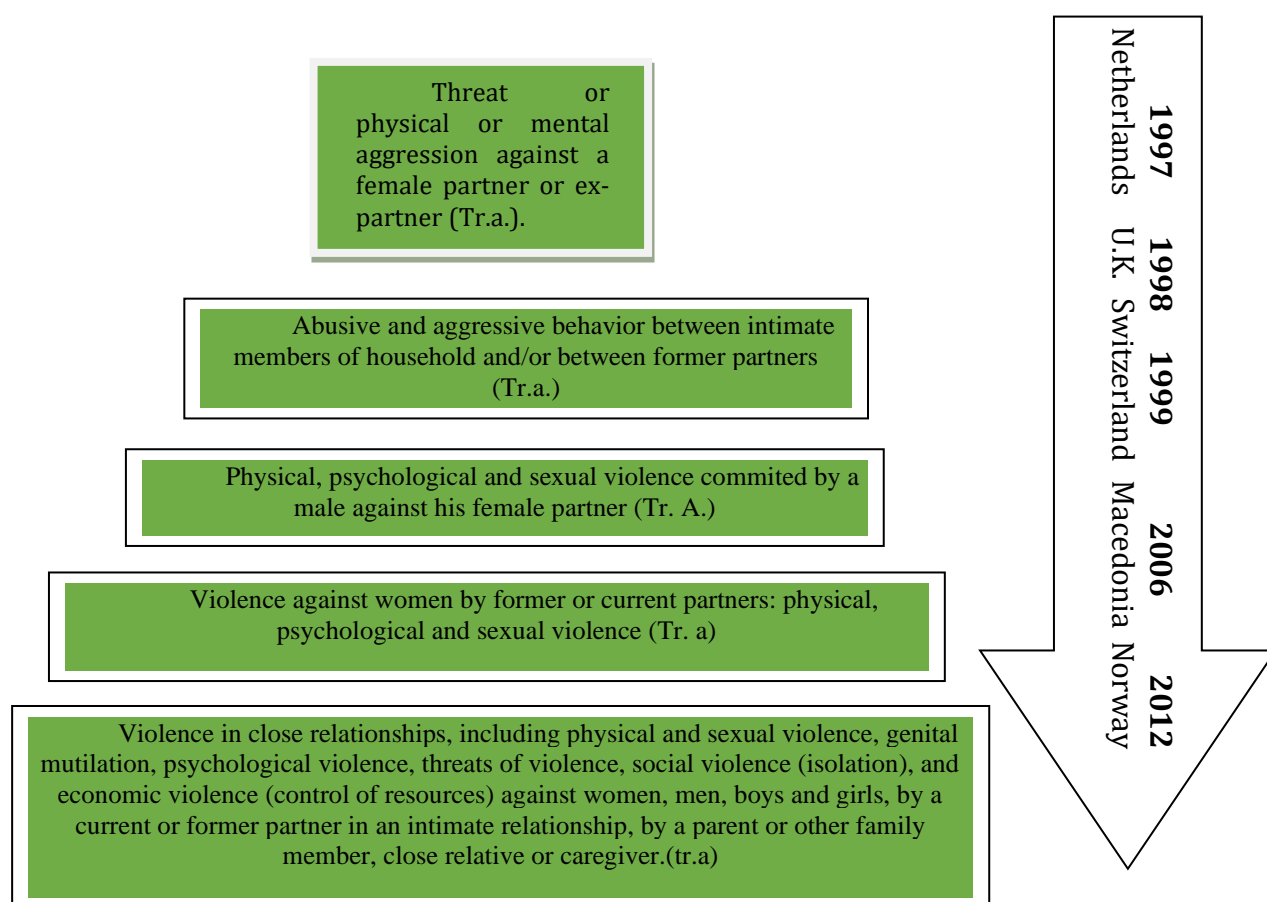 Threat or
physical or mental
aggression against a
female partner or ex-
partner (Tr.a.).
Abusive and aggressive behavior between intimate
members of household and/or between former partners
(Tr.a.)
Physical, psychological and sexual violence commited by a
male against his female partner (Tr. A.)
Violence against women by former or current partners: physical,
psychological and sexual violence (Tr. a)
Violence in close relationships, including physical and sexual violence, genital
mutilation, psychological violence, threats of violence, social violence (isolation), and
economic violence (control of resources) against women, men, boys and girls, by a
current or former partner in an intimate relationship, by a parent or other family
member, close relative or caregiver.(tr.a)
1997 1998 1999 2006 2012
Netherlands U.K. Switzerland Macedonia Norway